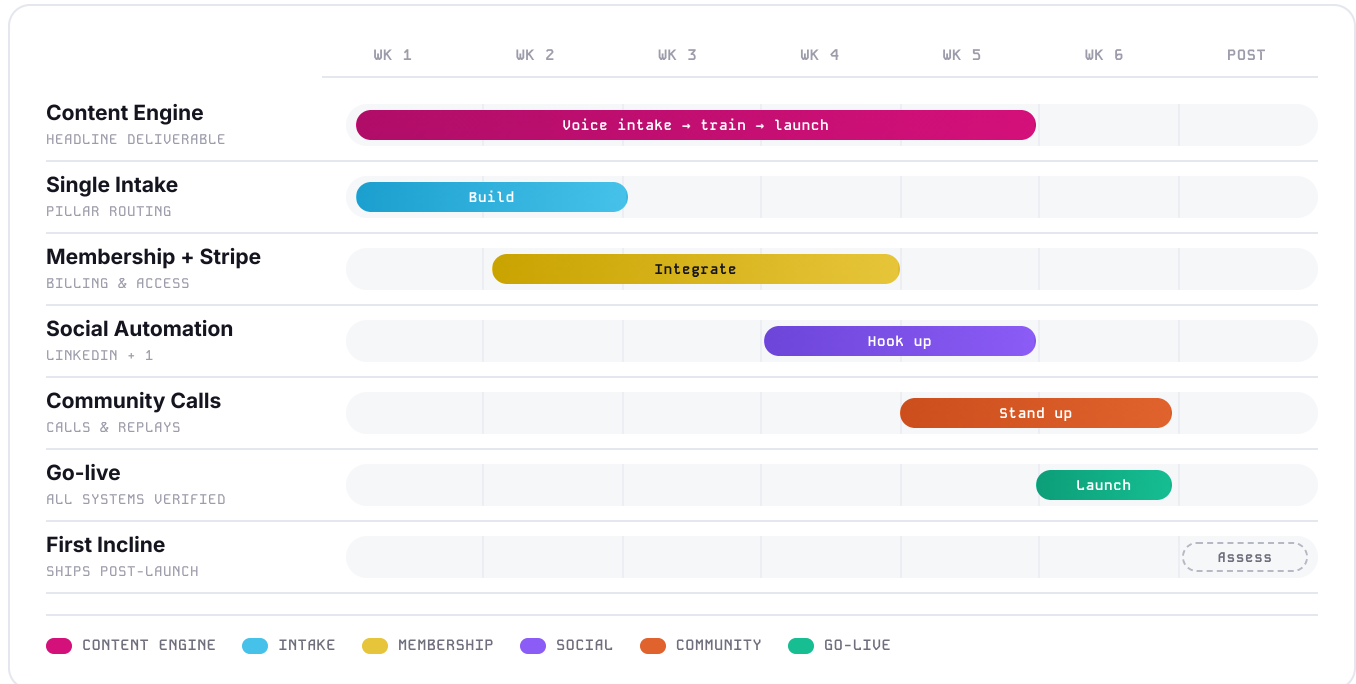 WK 1 WK 2 WK 3 WK 4 WK 5 WK 6 POST
Content Engine
HEADLINE DELIVERABLE
Voice intake → train → launch
Single Intake
PILLAR ROUTING
Build
Membership + Stripe
BILLING & ACCESS
Integrate
Social Automation
LINKEDIN + 1
Hook up
Community Calls
CALLS & REPLAYS
Stand up
Go-live
ALL SYSTEMS VERIFIED
Launch
First Incline
SHIPS POST-LAUNCH
Assess
CONTENT ENGINE INTAKE MEMBERSHIP SOCIAL COMMUNITY GO-LIVE